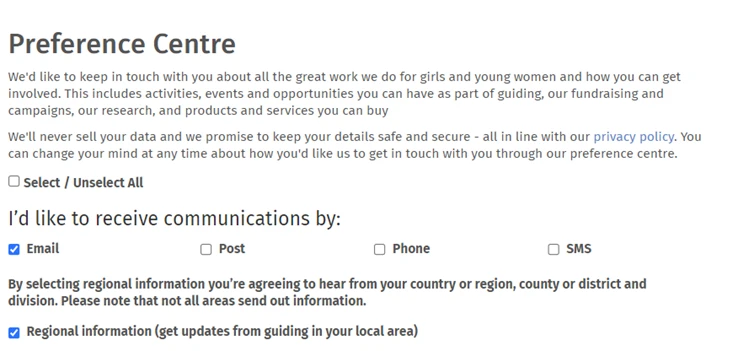 Preference Centre
We'd like to keep in touch with you about all the great work we do for girls and young women and how you can get
involved. This includes activities, events and opportunities you can have as part of guiding, our fundraising and
campaigns, our research, and products and services you can buy
We'll never sell your data and we promise to keep your details safe and secure - all in line with our privacy policy. You
can change your mind at any time about how you'd like us to get in touch with you through our preference centre.
Select / Unselect All
I'd like to receive communications by:
Email Post Phone SMS
By selecting regional information you're agreeing to hear from your country or region, county or district and
division. Please note that not all areas send out information.
Regional information (get updates from guiding in your local area)